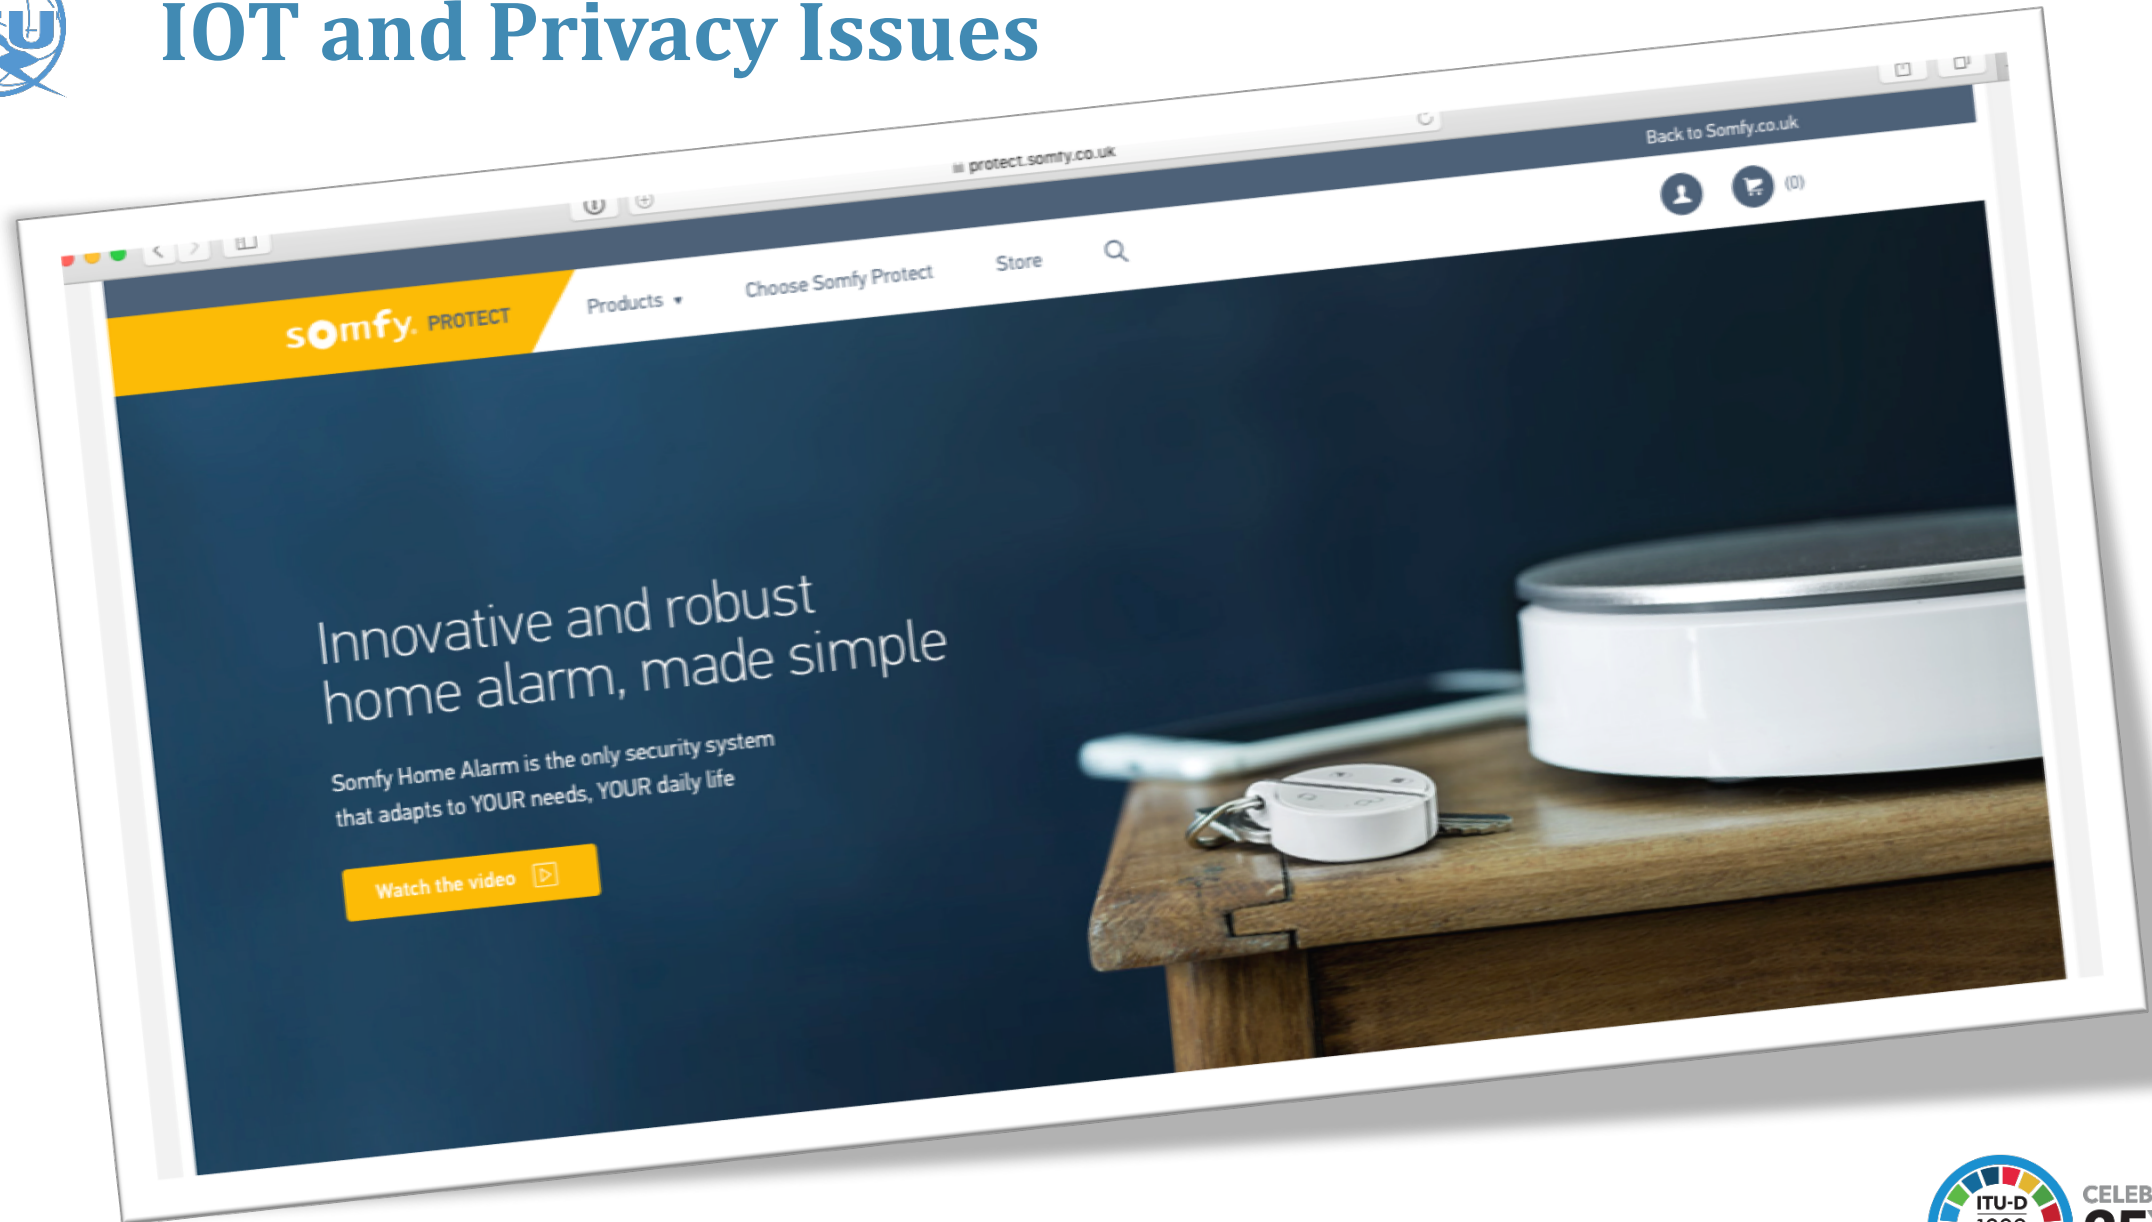 IOT and Privacy Issues
protect.somfy.co.uk
Back to Somfy.co.uk
somfy. PROTECT
Products
Choose Somfy Protect
Store
(0)
Innovative and robust
home alarm, made simple
Somfy Home Alarm is the only security system
that adapts to YOUR needs, YOUR daily life
Watch the video
ITU-D